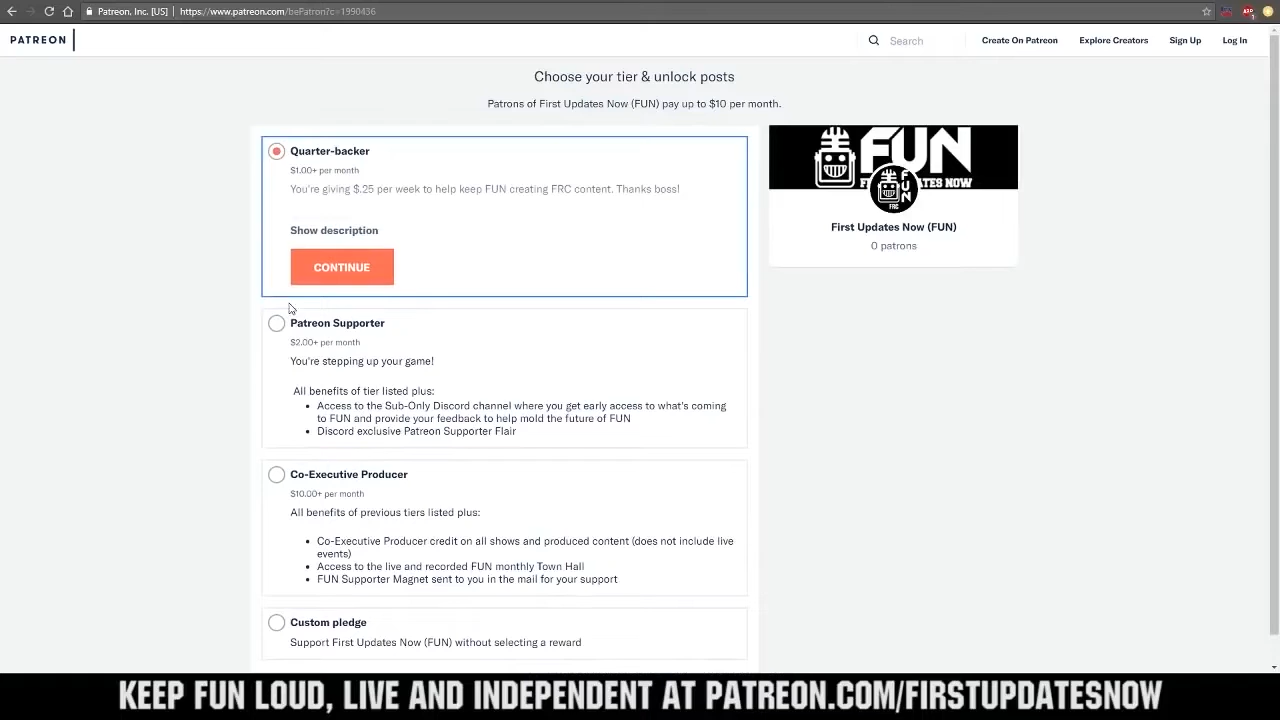 Patreon, Inc. [US] | https://www.patreon.com/bePatron?c=1990436
PATREON
Search
Create On Patreon
Explore Creators
Sign Up
Log In
Choose your tier & unlock posts
Patrons of First Updates Now (FUN) pay up to $10 per month.
Quarter-backer
$1.00+ per month
You're giving $.25 per week to help keep FUN creating FRC content. Thanks boss!
Show description
CONTINUE
Patreon Supporter
$2.00+ per month
You're stepping up your game!
All benefits of tier listed plus:
• Access to the Sub-Only Discord channel where you get early access to what's coming
to FUN and provide your feedback to help mold the future of FUN
• Discord exclusive Patreon Supporter Flair
Co-Executive Producer
$10.00+ per month
All benefits of previous tiers listed plus:
• Co-Executive Producer credit on all shows and produced content (does not include live
events)
• Access to the live and recorded FUN monthly Town Hall
• FUN Supporter Magnet sent to you in the mail for your support
Custom pledge
Support First Updates Now (FUN) without selecting a reward
FUN
FUN
FRC
First Updates Now (FUN)
0 patrons
KEEP FUN LOUD, LIVE AND INDEPENDENT AT PATREON.COM/FIRSTUPDATESNOW